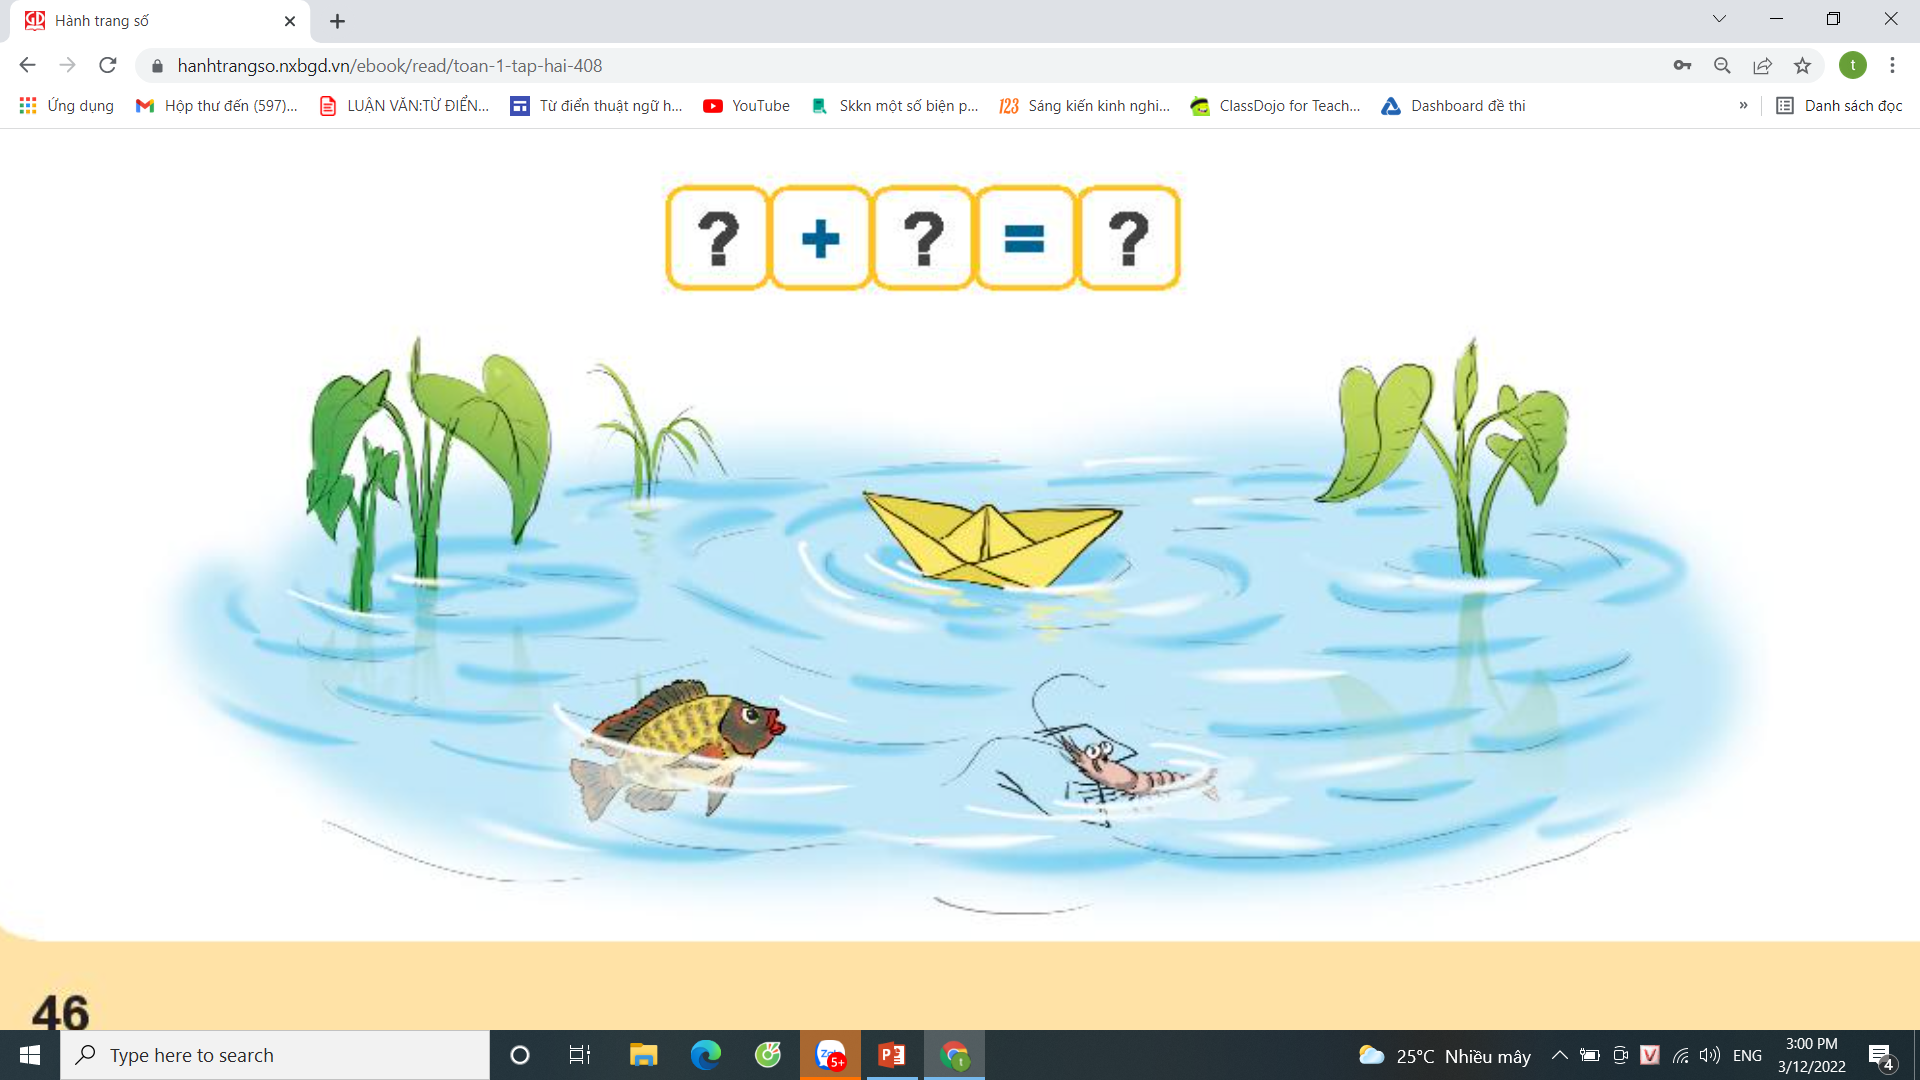 Hành trang số
hanhtrangso.nxbgd.vn/ebook/read/toan-1-tap-hai-408
t
Ứng dụng
Hộp thư đến (597)...
LUẬN VĂN:TỪ ĐIỂN...
Từ điển thuật ngữ h...
YouTube
Skkn một số biện p...
123 Sáng kiến kinh nghi...
ClassDojo for Teach...
Dashboard đề thi
»
Danh sách đọc
? + ? = ?
46
Type here to search
5+
25°C Nhiều mây
ENG
3:00 PM
3/12/2022
4